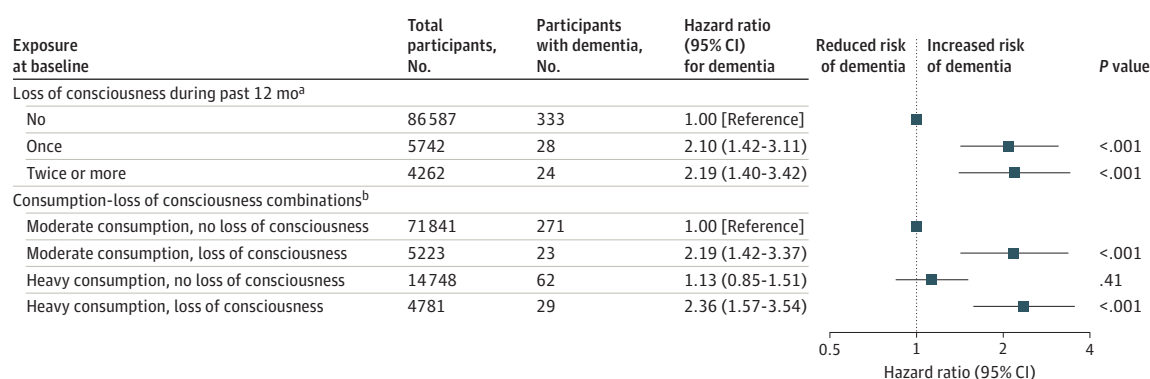 Exposure at baseline	Total participants, No.	Participants with dementia, No.	Hazard ratio (95% CI) for dementia	Reduced risk of dementia	Increased risk of dementia	P value
Loss of consciousness during past 12 moa
No	86587	333	1.00 [Reference]
Once	5742	28	2.10 (1.42-3.11)	<.001
Twice or more	4262	24	2.19 (1.40-3.42)	<.001
Consumption-loss of consciousness combinationsb
Moderate consumption, no loss of consciousness	71841	271	1.00 [Reference]
Moderate consumption, loss of consciousness	5223	23	2.19 (1.42-3.37)	<.001
Heavy consumption, no loss of consciousness	14748	62	1.13 (0.85-1.51)	.41
Heavy consumption, loss of consciousness	4781	29	2.36 (1.57-3.54)	<.001
0.5	1	2	4
Hazard ratio (95% CI)